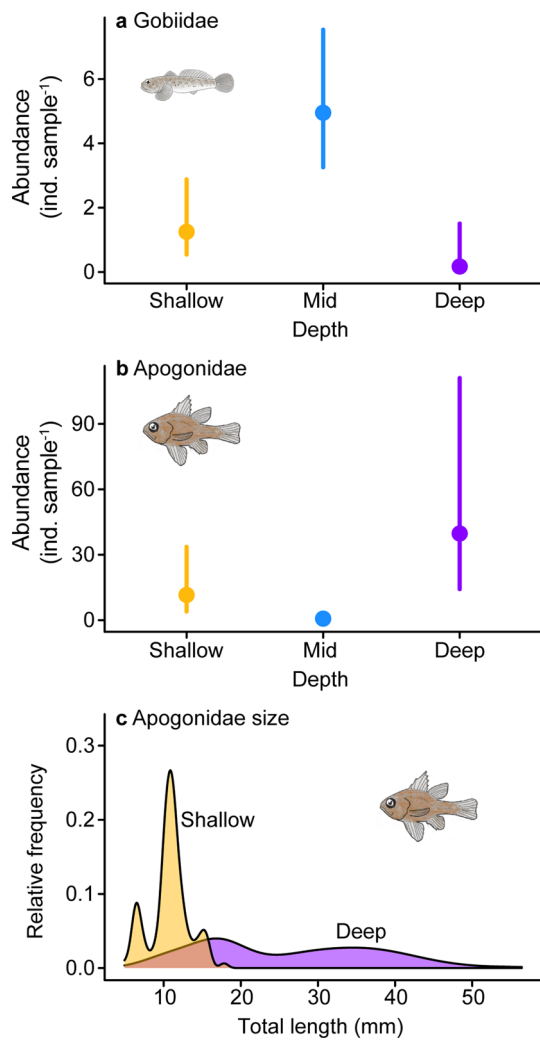 a Gobiidae
Abundance
(ind. sample⁻¹)
6
4
2
0
Shallow Mid Deep
Depth
b Apogonidae
Abundance
(ind. sample⁻¹)
90
60
30
0
Shallow Mid Deep
Depth
c Apogonidae size
Relative frequency
0.3
0.2
0.1
0.0
Shallow
Deep
10 20 30 40 50
Total length (mm)